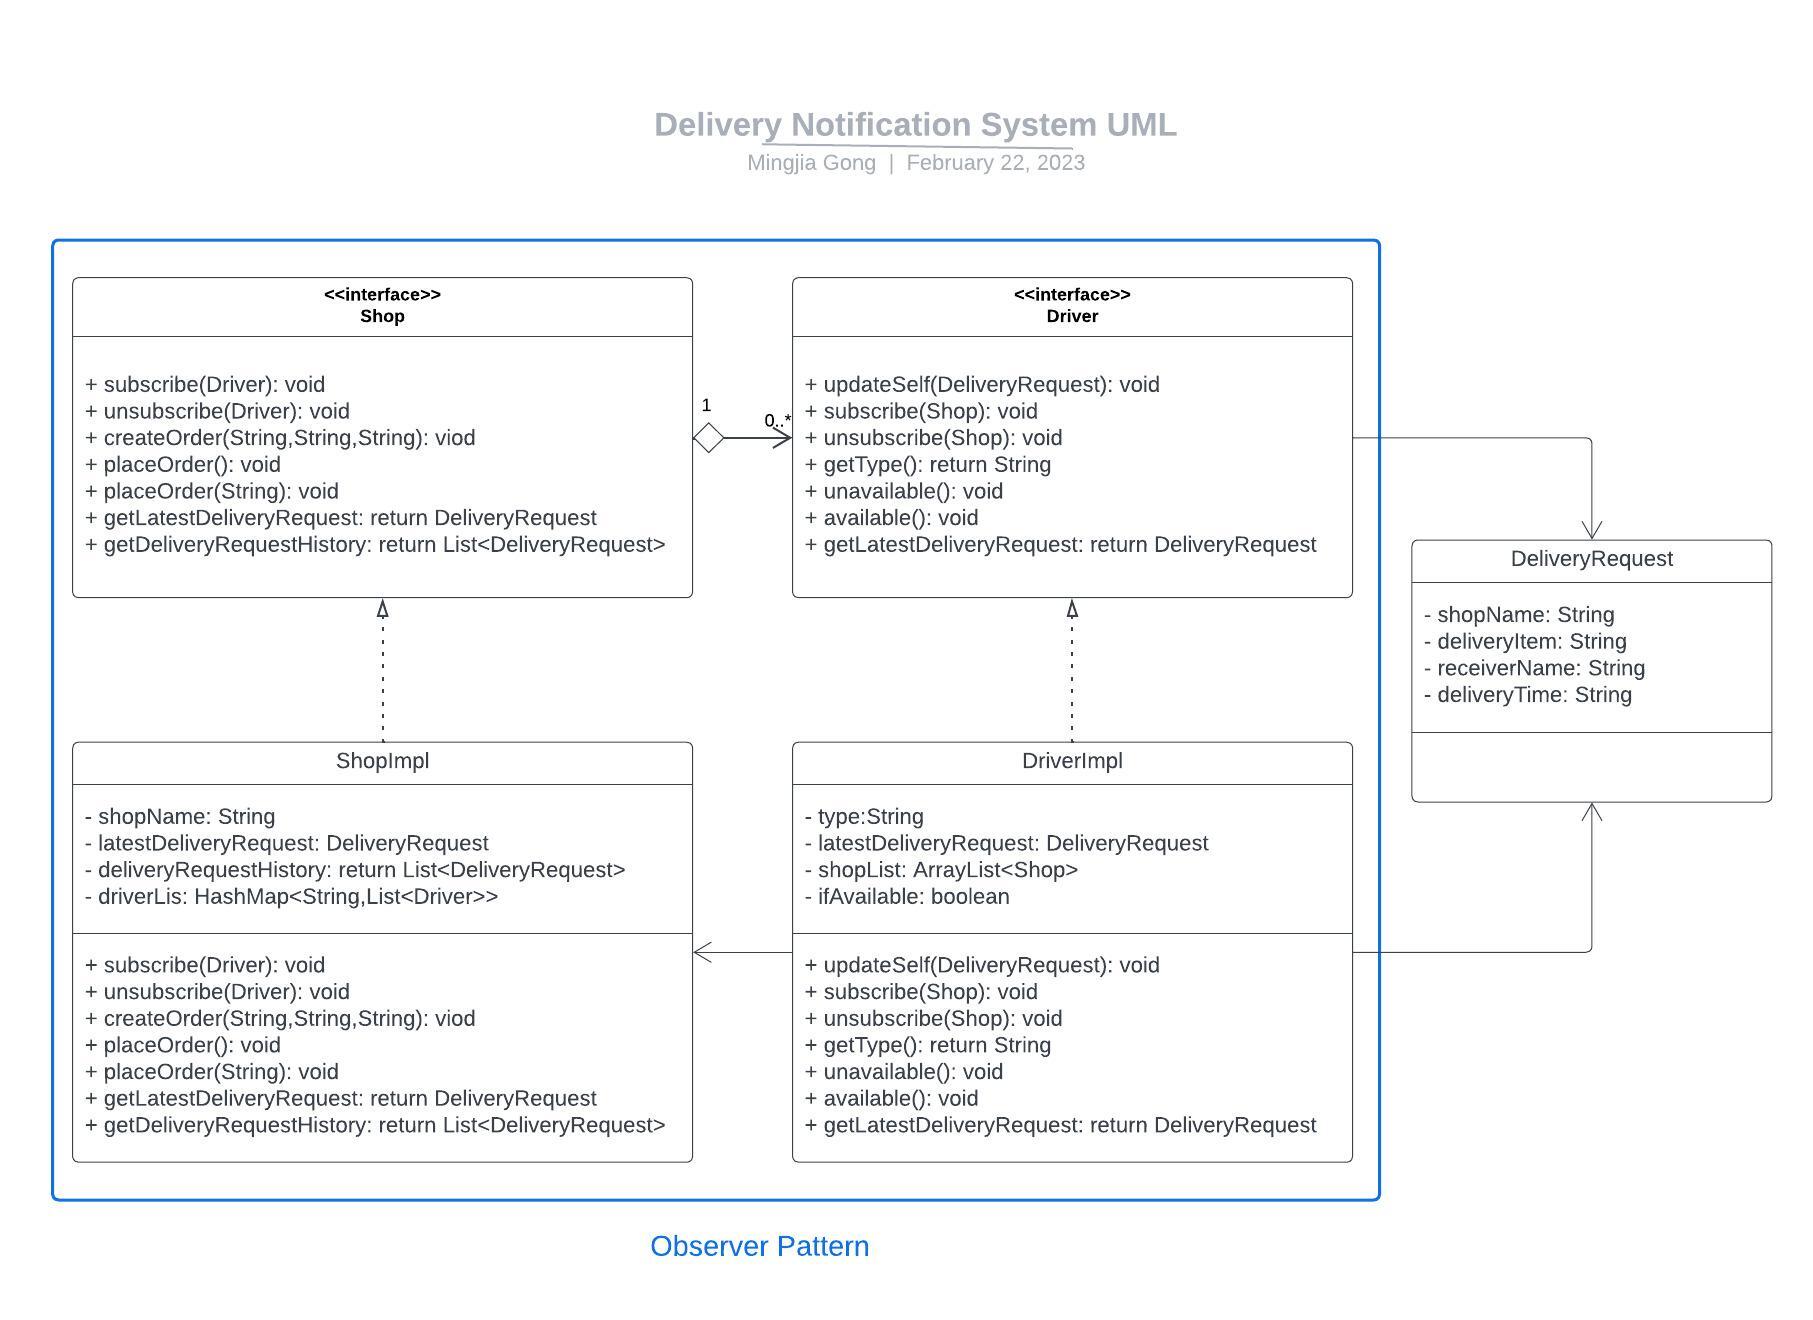 Delivery Notification System UML
Mingjia Gong | February 22, 2023
<<interface>>
Shop
+ subscribe(Driver): void
+ unsubscribe(Driver): void
+ createOrder(String,String,String): viod
+ placeOrder(): void
+ placeOrder(String): void
+ getLatestDeliveryRequest: return DeliveryRequest
+ getDeliveryRequestHistory: return List<DeliveryRequest>
1
0..*
<<interface>>
Driver
+ updateSelf(DeliveryRequest): void
+ subscribe(Shop): void
+ unsubscribe(Shop): void
+ getType(): return String
+ unavailable(): void
+ available(): void
+ getLatestDeliveryRequest: return DeliveryRequest
DeliveryRequest
- shopName: String
- deliveryItem: String
- receiverName: String
- deliveryTime: String
ShopImpl
- shopName: String
- latestDeliveryRequest: DeliveryRequest
- deliveryRequestHistory: return List<DeliveryRequest>
- driverLis: HashMap<String,List<Driver>>
+ subscribe(Driver): void
+ unsubscribe(Driver): void
+ createOrder(String,String,String): viod
+ placeOrder(): void
+ placeOrder(String): void
+ getLatestDeliveryRequest: return DeliveryRequest
+ getDeliveryRequestHistory: return List<DeliveryRequest>
DriverImpl
- type:String
- latestDeliveryRequest: DeliveryRequest
- shopList: ArrayList<Shop>
- ifAvailable: boolean
+ updateSelf(DeliveryRequest): void
+ subscribe(Shop): void
+ unsubscribe(Shop): void
+ getType(): return String
+ unavailable(): void
+ available(): void
+ getLatestDeliveryRequest: return DeliveryRequest
Observer Pattern